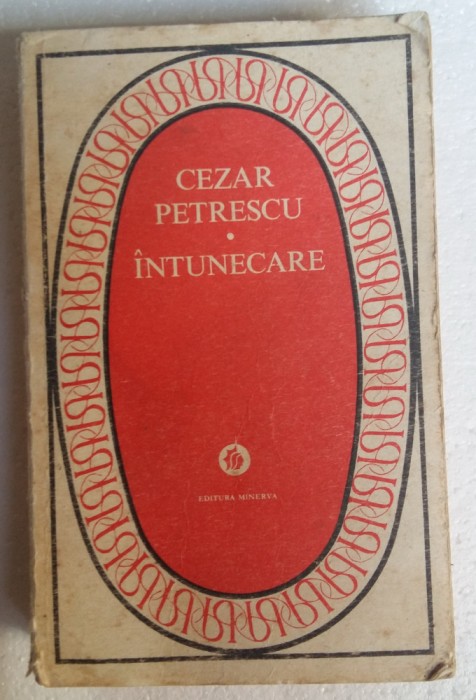 CEZAR
PETRESCU
•
ÎNTUNECARE
EDITURA MINERVA